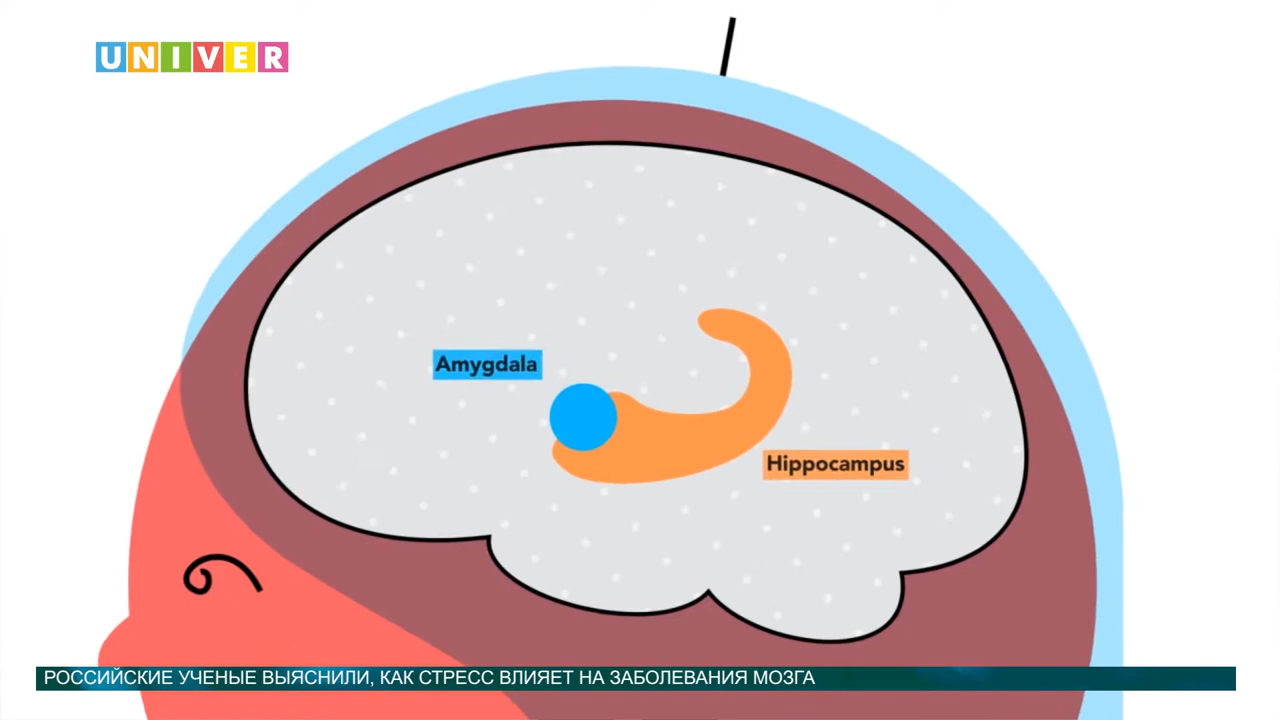 UNIVER
Amygdala
Hippocampus
РОССИЙСКИЕ УЧЕНЫЕ ВЫЯСНИЛИ, КАК СТРЕСС ВЛИЯЕТ НА ЗАБОЛЕВАНИЯ МОЗГА